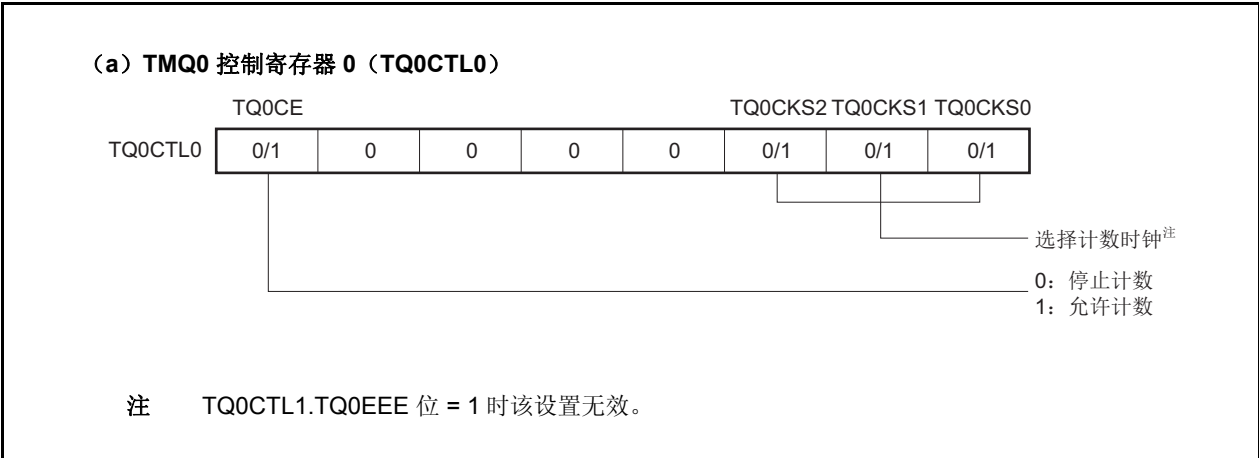 （a）TMQ0 控制寄存器 0（TQ0CTL0）
TQ0CE TQ0CKS2 TQ0CKS1 TQ0CKS0
TQ0CTL0 0/1 0 0 0 0 0/1 0/1 0/1
选择计数时钟注
0：停止计数
1：允许计数
注 TQ0CTL1.TQ0EEE 位 = 1 时该设置无效。